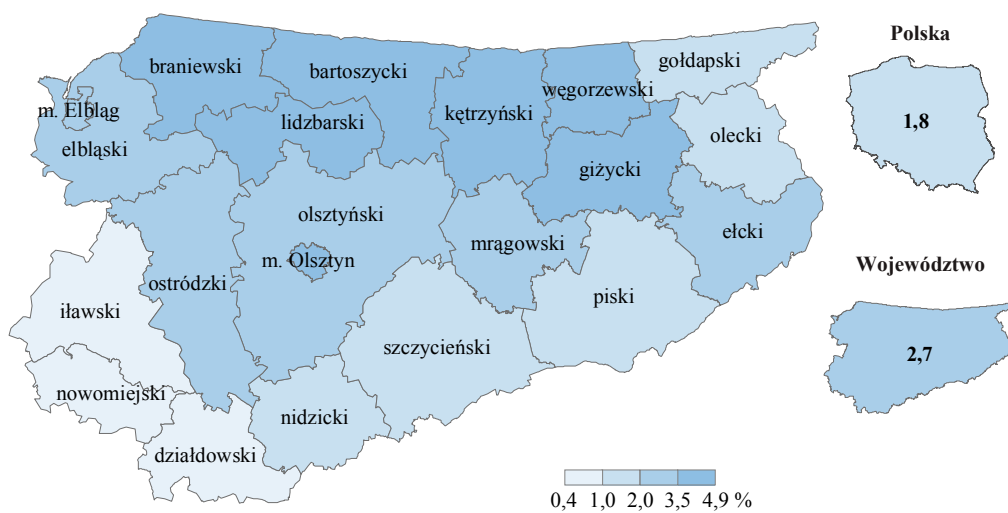 Polska
1,8
braniewski
bartoszycki
gołdapski
węgorzewski
m. Elbląg
kętrzyński
lidzbarski
olecki
elbląski
giżycki
olsztyński
ełcki
mrągowski
m. Olsztyn
Województwo
ostródzki
piski
iławski
szczycieński
2,7
nowomiejski
nidzicki
działdowski
0,4 1,0 2,0 3,5 4,9 %